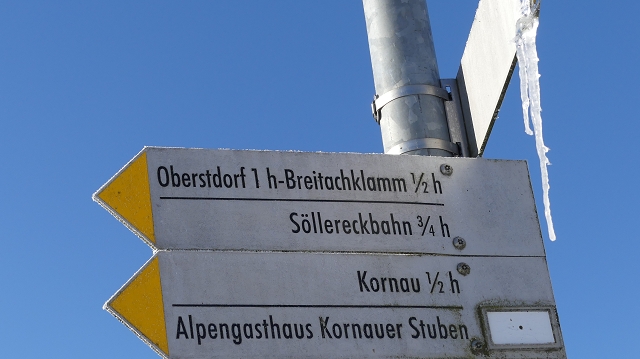 Oberstdorf 1 h-Breitachklamm ½ h
Söllereckbahn ¾ h
Kornau ½ h
Alpengasthaus Kornauer Stuben